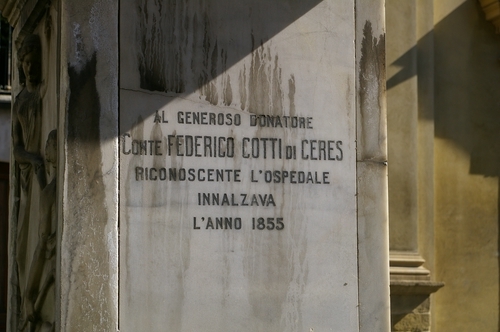 AL GENEROSO DONATORE
CONTE FEDERICO COTTI DI CERES
RICONOSCENTE L'OSPEDALE
INNALZAVA
L'ANNO 1855